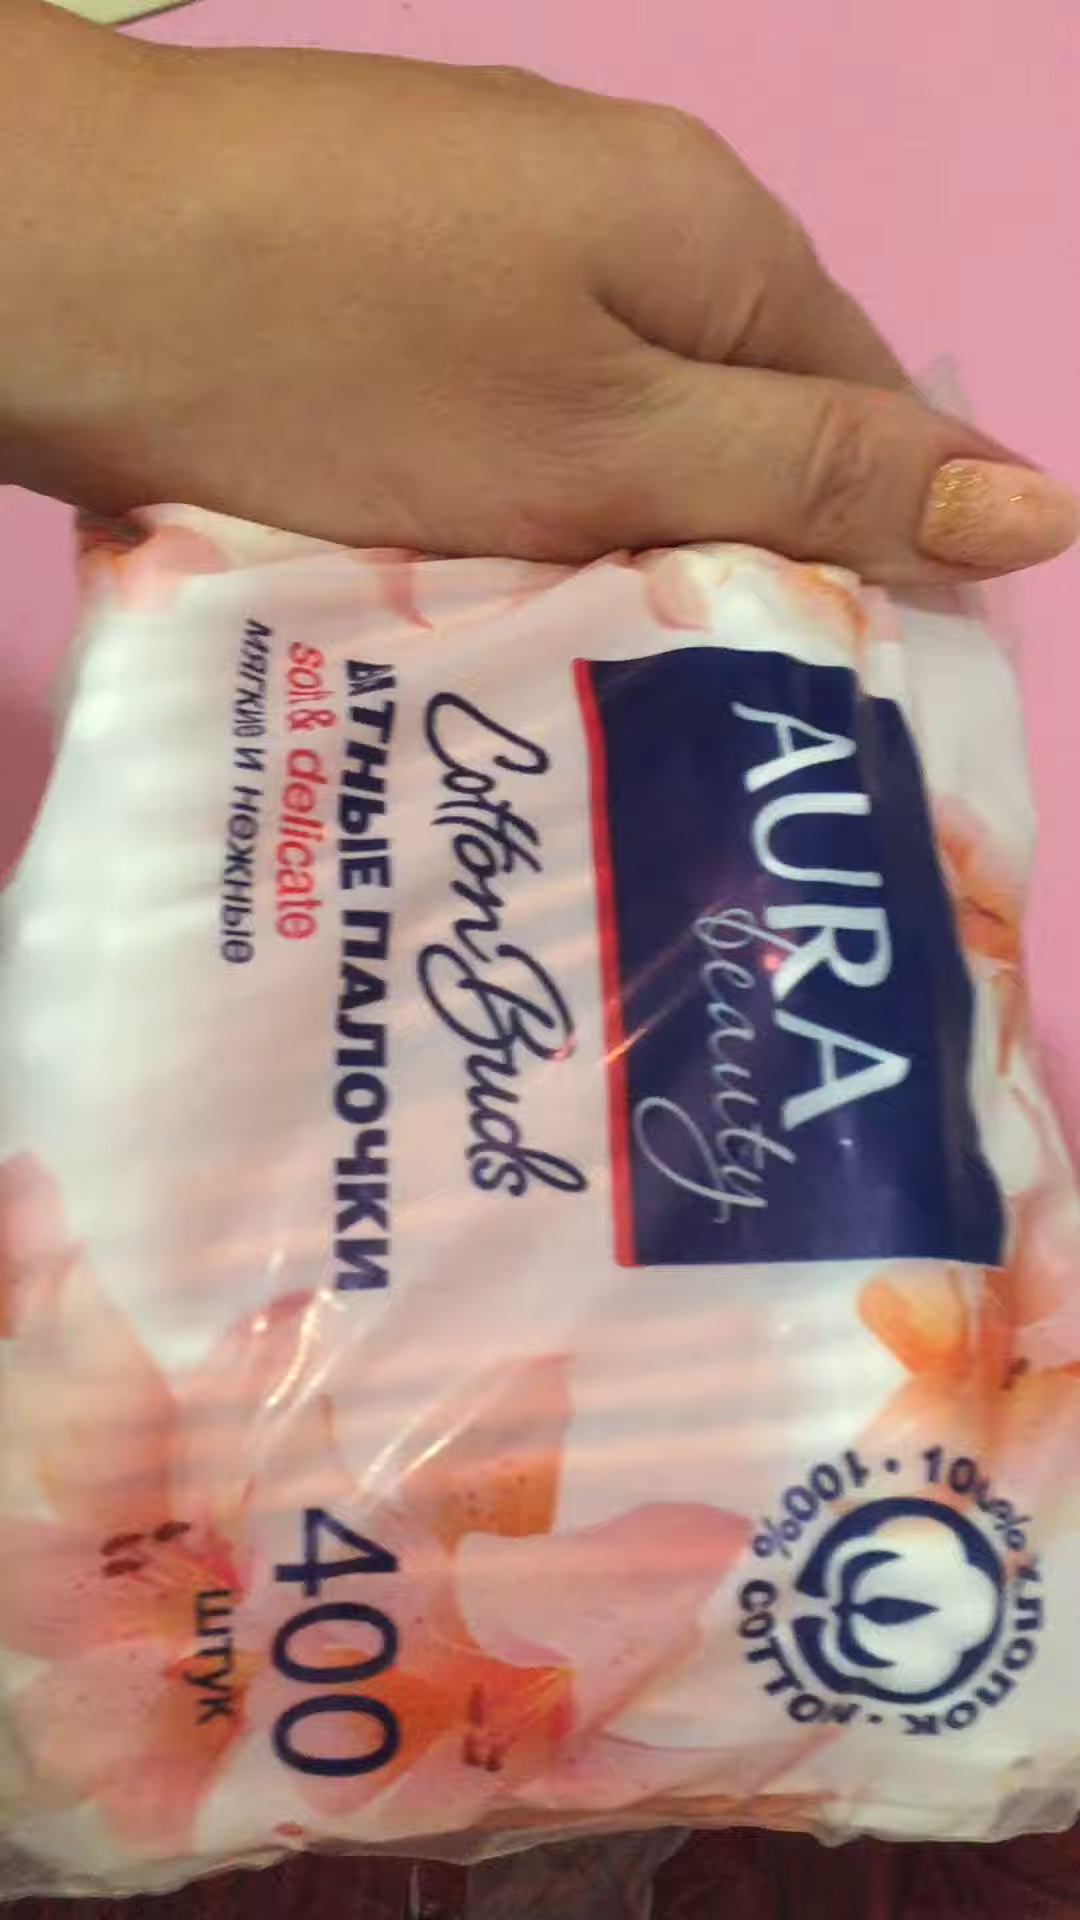 AURA
beauty
Cotton Buds
АТНЫЕ ПАЛОЧКИ
soft & delicate
мягкие и нежные
100% хлопок • 100% cotton •
400
штук